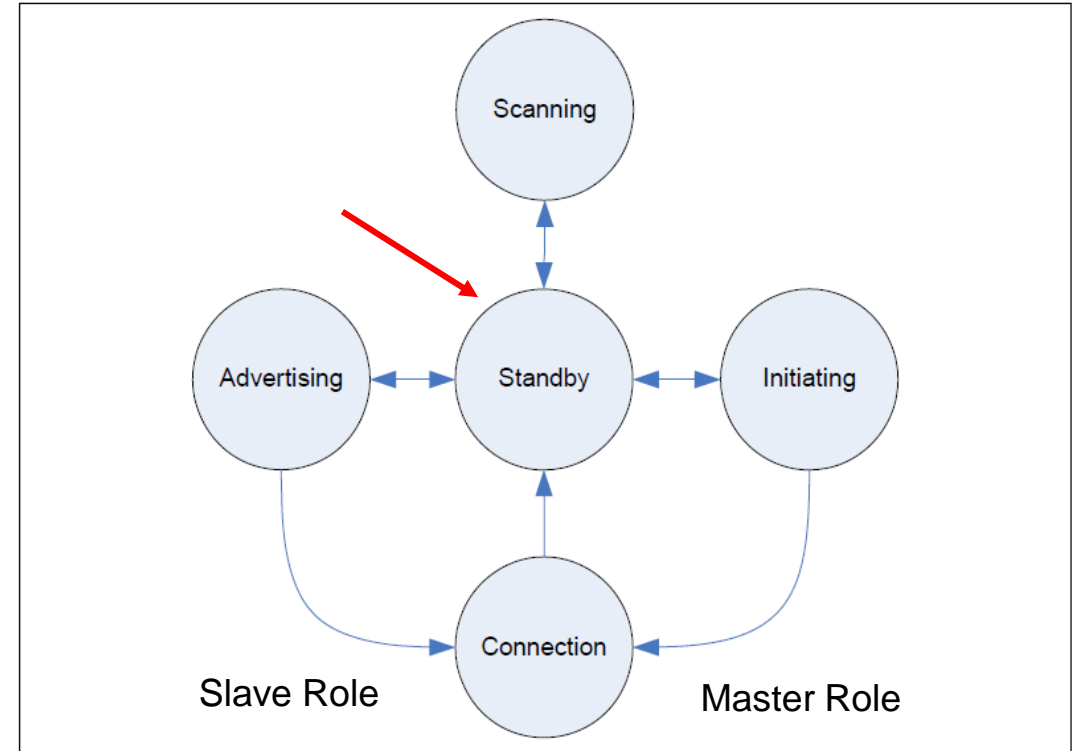 Scanning
Advertising
Standby
Initiating
Connection
Slave Role
Master Role